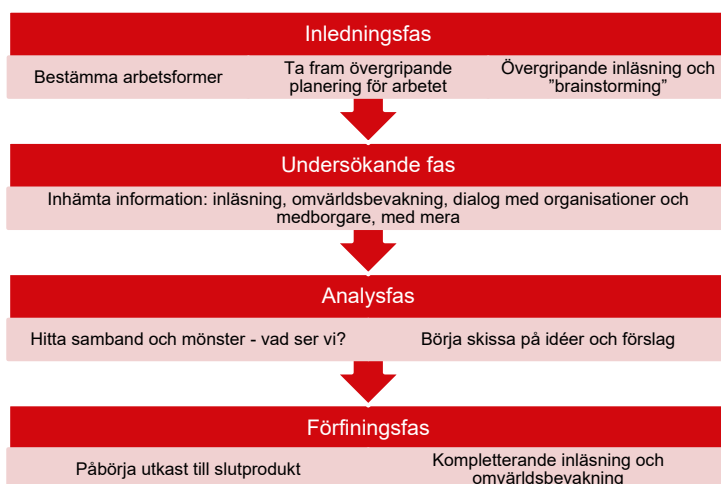 Inledningsfas
Bestämma arbetsformer
Ta fram övergripande
planering för arbetet
Övergripande inläsning och
”brainstorming”
Undersökande fas
Inhämta information: inläsning, omvärldsbevakning, dialog med organisationer och
medborgare, med mera
Analysfas
Hitta samband och mönster - vad ser vi?
Börja skissa på idéer och förslag
Förfiningsfas
Påbörja utkast till slutprodukt
Kompletterande inläsning och
omvärldsbevakning